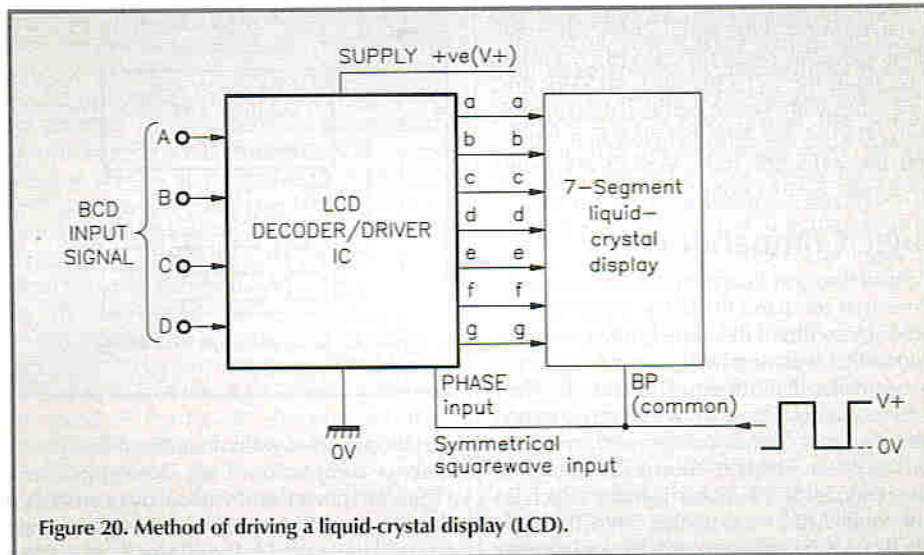 SUPPLY +ve(V+)
A
B
C
D
BCD
INPUT
SIGNAL
LCD
DECODER/DRIVER
IC
a a
b b
c c
d d
e e
f f
g g
7-Segment
liquid-
crystal
display
PHASE
input
BP
(common)
V+
0V
0V
Symmetrical
squarewave input
Figure 20. Method of driving a liquid-crystal display (LCD).